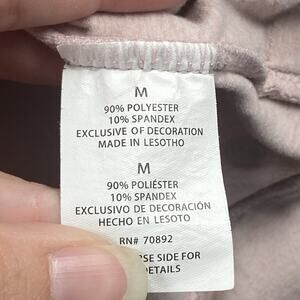 M
90% POLYESTER
10% SPANDEX
EXCLUSIVE OF DECORATION
MADE IN LESOTHO
M
90% POLIÉSTER
10% SPANDEX
EXCLUSIVO DE DECORACIÓN
HECHO EN LESOTO
RN# 70892
SIDE FOR
DETAILS